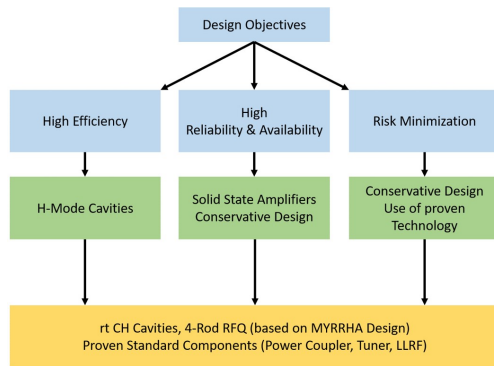 Design Objectives
High Efficiency
High
Reliability & Availability
Risk Minimization
H-Mode Cavities
Solid State Amplifiers
Conservative Design
Conservative Design
Use of proven
Technology
rt CH Cavities, 4-Rod RFQ (based on MYRRHA Design)
Proven Standard Components (Power Coupler, Tuner, LLRF)